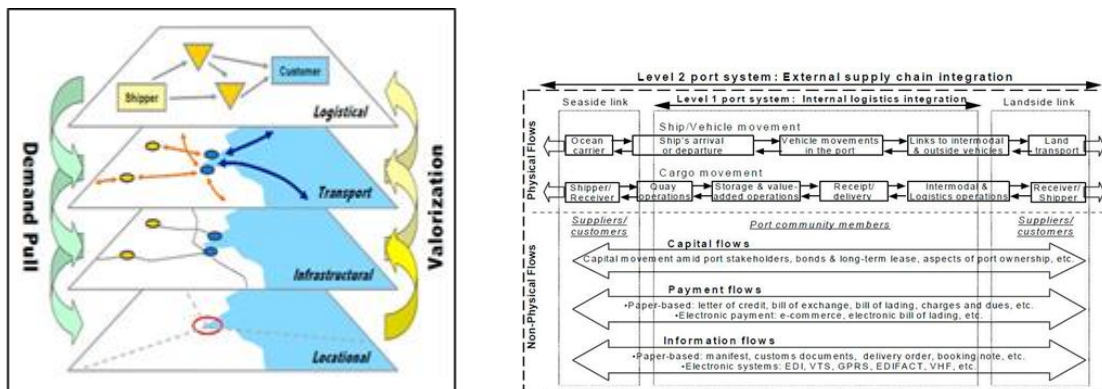 Shipper
Customer
Logistical
Transport
Infrastructural
Locational
Demand Pull
Valorization
Level 2 port system: External supply chain integration
Seaside link
Level 1 port system: Internal logistics integration
Landside link
Physical Flows
Ship/Vehicle movement
Ocean carrier
Ship's arrival or departure
Vehicle movements in the port
Links to intermodal & outside vehicles
Land transport
Cargo movement
Shipper/ Receiver
Quay operations
Storage & value-added operations
Receipt/ delivery
Intermodal & Logistics operations
Receiver/ Shipper
Suppliers/ customers
Port community members
Suppliers/ customers
Non-Physical Flows
Capital flows
Capital movement amid port stakeholders, bonds & long-term lease, aspects of port ownership, etc.
Payment flows
•Paper-based: letter of credit, bill of exchange, bill of lading, charges and dues, etc.
•Electronic payment: e-commerce, electronic bill of lading, etc.
Information flows
•Paper-based: manifest, customs documents, delivery order, booking note, etc.
•Electronic systems: EDI, VTS, GPRS, EDIFACT, VHF, etc.